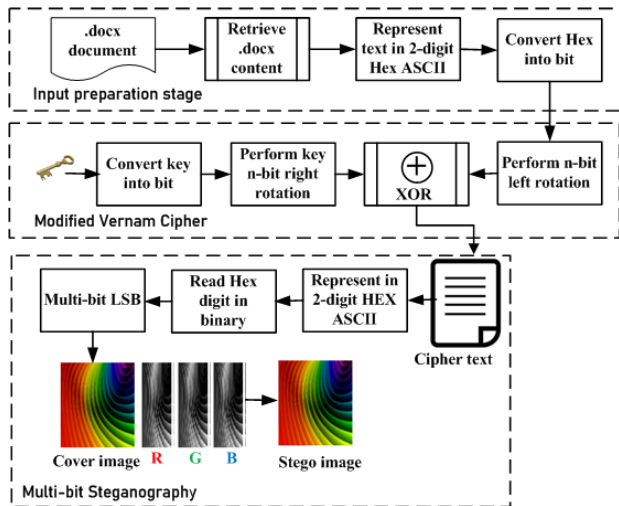 .docx
document
Retrieve
.docx
content
Represent
text in 2-digit
Hex ASCII
Convert Hex
into bit
Input preparation stage
Convert key
into bit
Perform key
n-bit right
rotation
XOR
Perform n-bit
left rotation
Modified Vernam Cipher
Multi-bit LSB
Read Hex
digit in
binary
Represent in
2-digit HEX
ASCII
Cipher text
Cover image
R
G
B
Stego image
Multi-bit Steganography